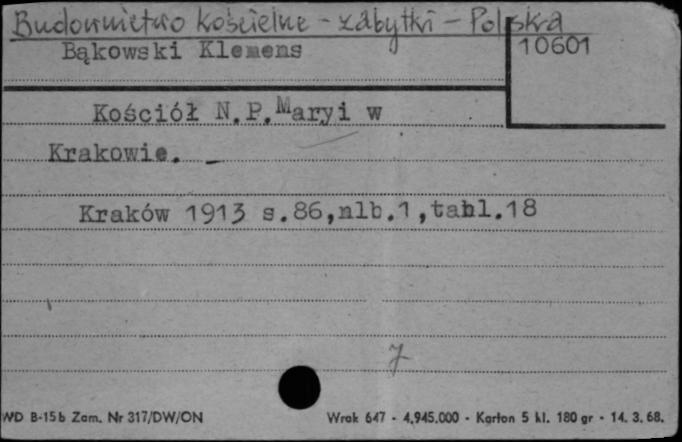 Budownictwo kościelne - zabytki - Polska
Bąkowski Klemens
10601
Kościół N.P.Maryi w
Krakowie. _
Kraków 1913 s.86,nlb.1,tabl.18
7
WD B-15b Zam. Nr 317/DW/ON
Wrak 647 - 4,945.000 - Karton 5 kl. 180 gr - 14. 3. 68.